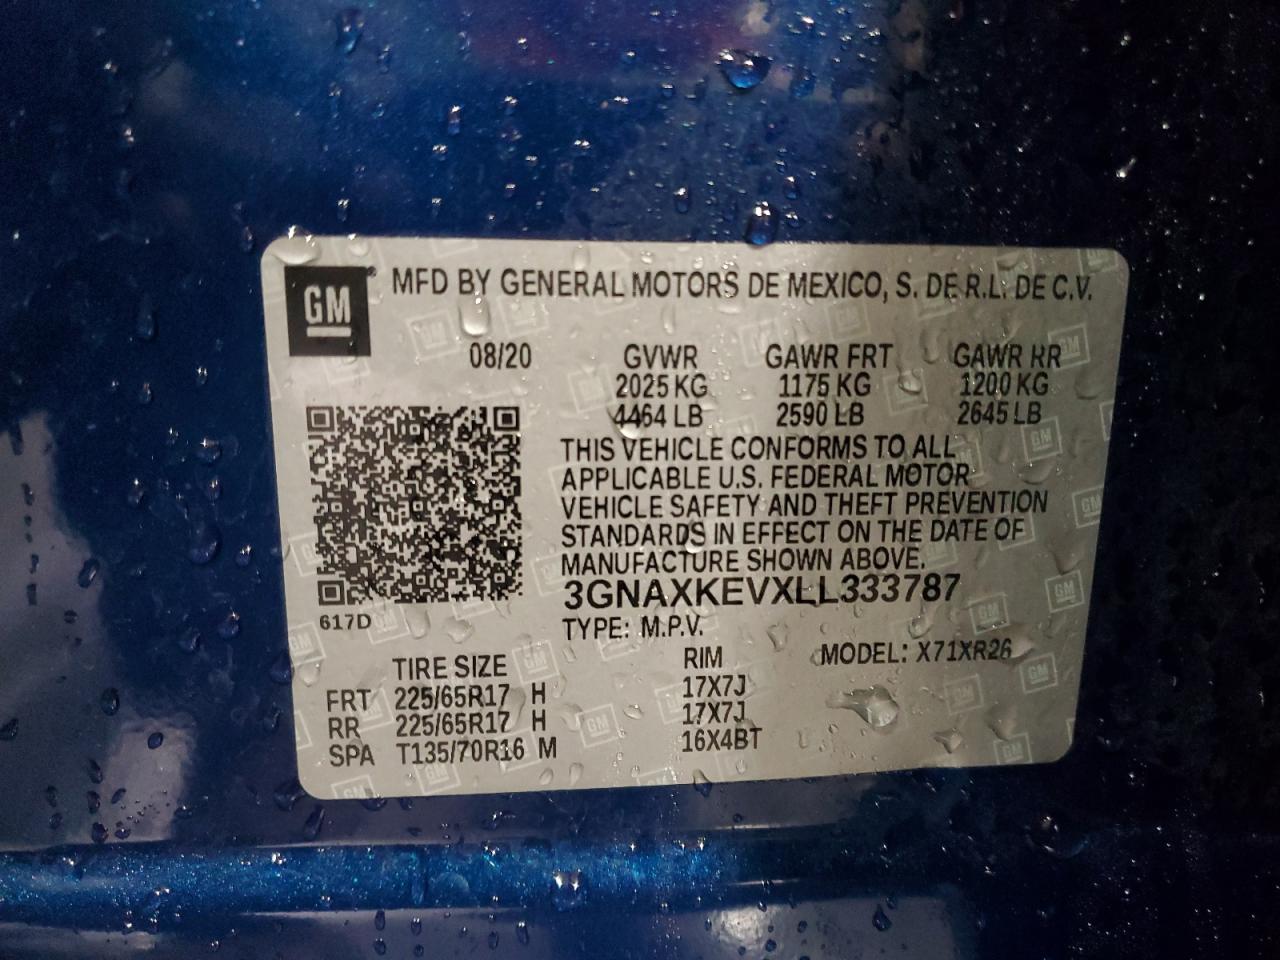 GM
MFD BY GENERAL MOTORS DE MEXICO, S. DE R.L. DE C.V.
08/20 GVWR GAWR FRT GAWR RR
2025 KG 1175 KG 1200 KG
4464 LB 2590 LB 2645 LB
THIS VEHICLE CONFORMS TO ALL
APPLICABLE U.S. FEDERAL MOTOR
VEHICLE SAFETY AND THEFT PREVENTION
STANDARDS IN EFFECT ON THE DATE OF
MANUFACTURE SHOWN ABOVE.
3GNAXKEVXLL333787
617D
TYPE: M.P.V.
TIRE SIZE RIM MODEL: X71XR26
FRT 225/65R17 H 17X7J
RR 225/65R17 H 17X7J
SPA T135/70R16 M 16X4BT